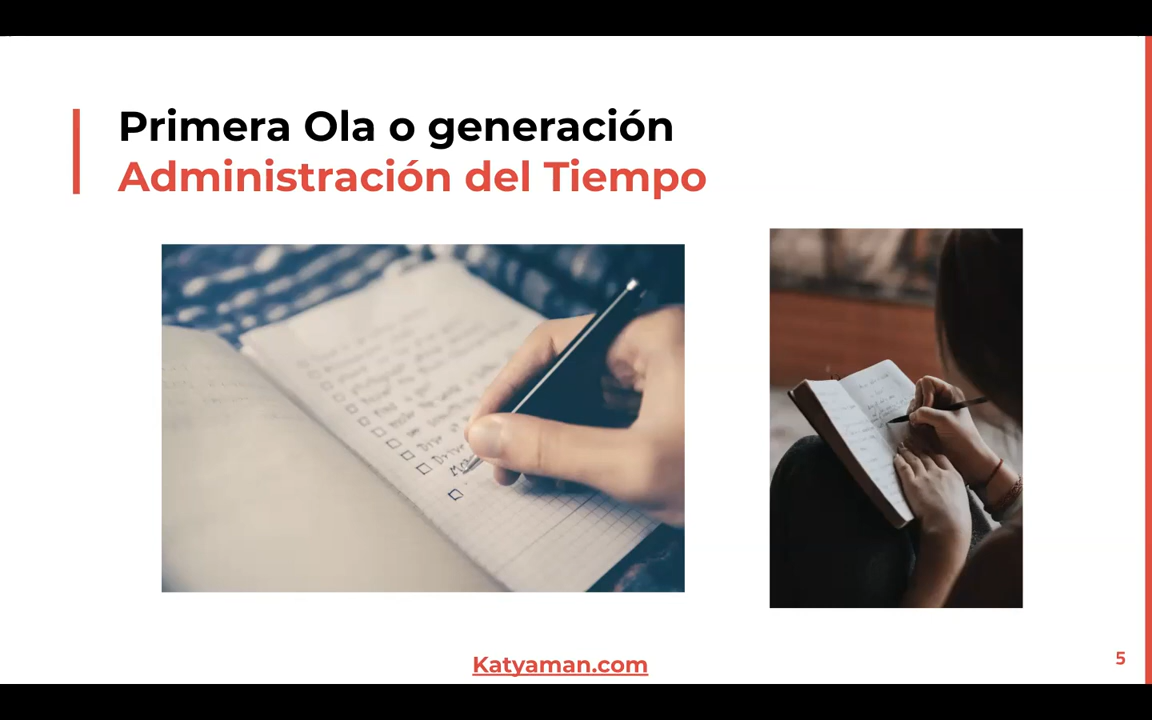 Primera Ola o generación
Administración del Tiempo
Katyaman.com
5